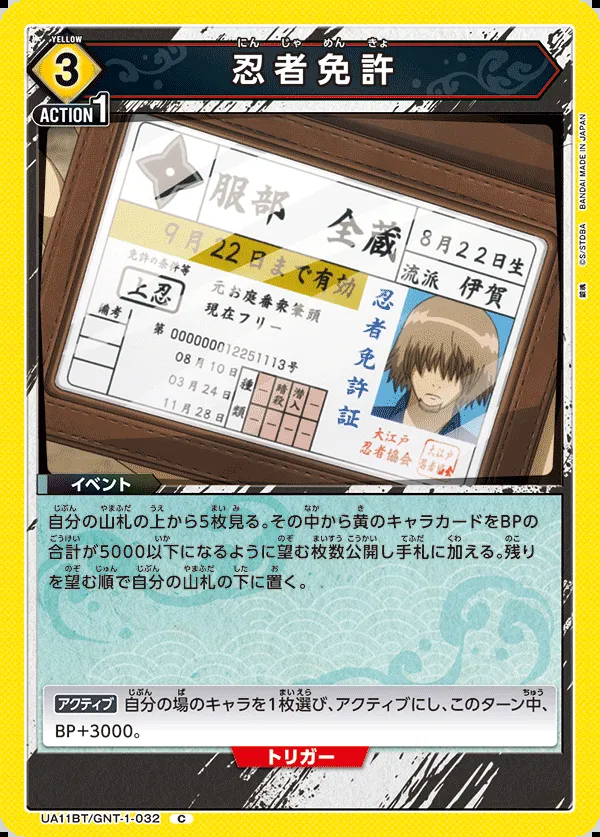 YELLOW
3
にんじゃめんきょ
忍者免許
ACTION 1
服部 全蔵
8月22日生
9月22日まで有効
流派 伊賀
免許の条件等
上忍
元お庭番衆筆頭
現在フリー
備考
第 000000012251113号
08月10日
03月24日
11月28日
種類
暗殺
潜入
忍者免許証
大江戸
忍者協会
大江戸
忍者協会
©S/STDBA BANDAI MADE IN JAPAN
銀魂
イベント
じぶん やまふだ うえ まいみ なか き
自分の山札の上から5枚見る。その中から黄のキャラカードをBPの
ごうけい いか のぞ まいすう こうかい てふだ くわ のこ
合計が5000以下になるように望む枚数公開し手札に加える。残り
のぞ じゅん じぶん やまふだ した お
を望む順で自分の山札の下に置く。
じぶん ば まいえら ちゅう
アクティブ 自分の場のキャラを1枚選び、アクティブにし、このターン中、
BP+3000。
トリガー
UA11BT/GNT-1-032 C